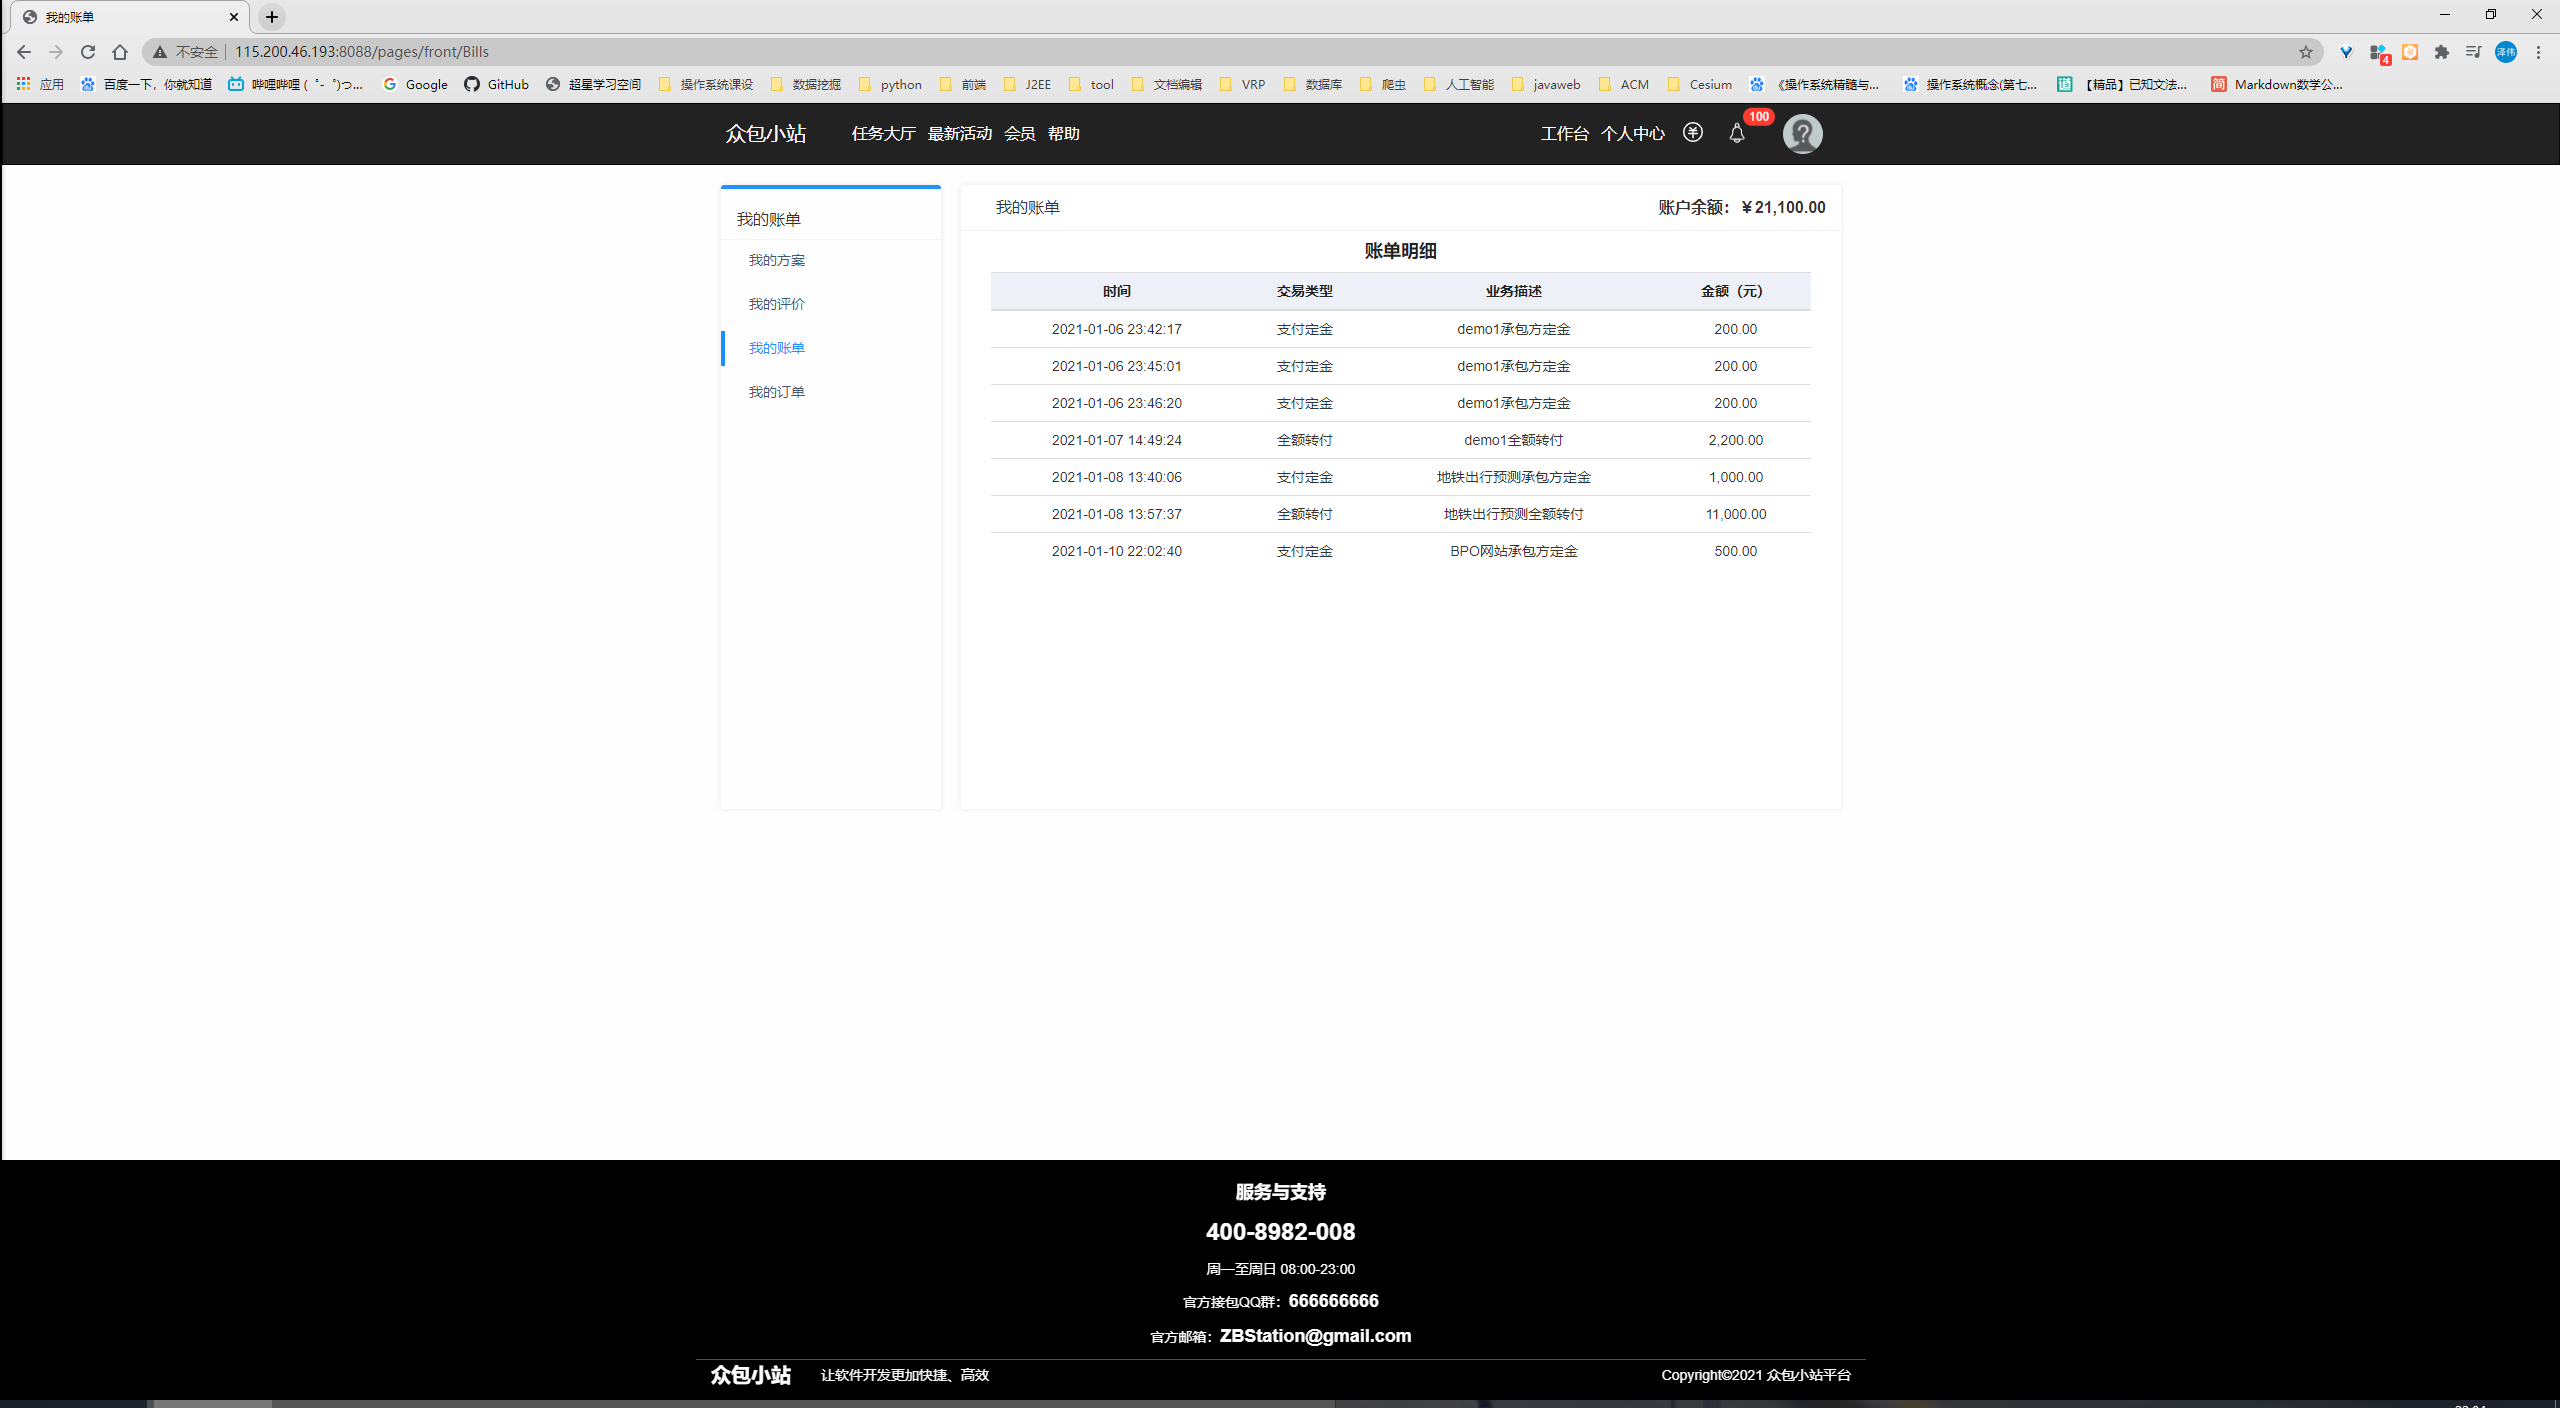 我的账单
不安全 115.200.46.193:8088/pages/front/Bills
应用 百度一下，你就知道 哔哩哔哩 ( ゜- ゜)つ... Google GitHub 超星学习空间 操作系统课设 数据挖掘 python 前端 J2EE tool 文档编辑 VRP 数据库 爬虫 人工智能 javaweb ACM Cesium 《操作系统精髓与... 操作系统概念(第七... 【精品】已知文法... Markdown数学公...
4
泽伟
众包小站 任务大厅 最新活动 会员 帮助 工作台 个人中心 100
我的账单
我的方案
我的评价
我的账单
我的订单
我的账单 账户余额：￥21,100.00
账单明细
时间 交易类型 业务描述 金额（元）
2021-01-06 23:42:17 支付定金 demo1承包方定金 200.00
2021-01-06 23:45:01 支付定金 demo1承包方定金 200.00
2021-01-06 23:46:20 支付定金 demo1承包方定金 200.00
2021-01-07 14:49:24 全额转付 demo1全额转付 2,200.00
2021-01-08 13:40:06 支付定金 地铁出行预测承包方定金 1,000.00
2021-01-08 13:57:37 全额转付 地铁出行预测全额转付 11,000.00
2021-01-10 22:02:40 支付定金 BPO网站承包方定金 500.00
服务与支持
400-8982-008
周一至周日 08:00-23:00
官方接包QQ群：666666666
官方邮箱：ZBStation@gmail.com
众包小站 让软件开发更加快捷、高效 Copyright©2021 众包小站平台